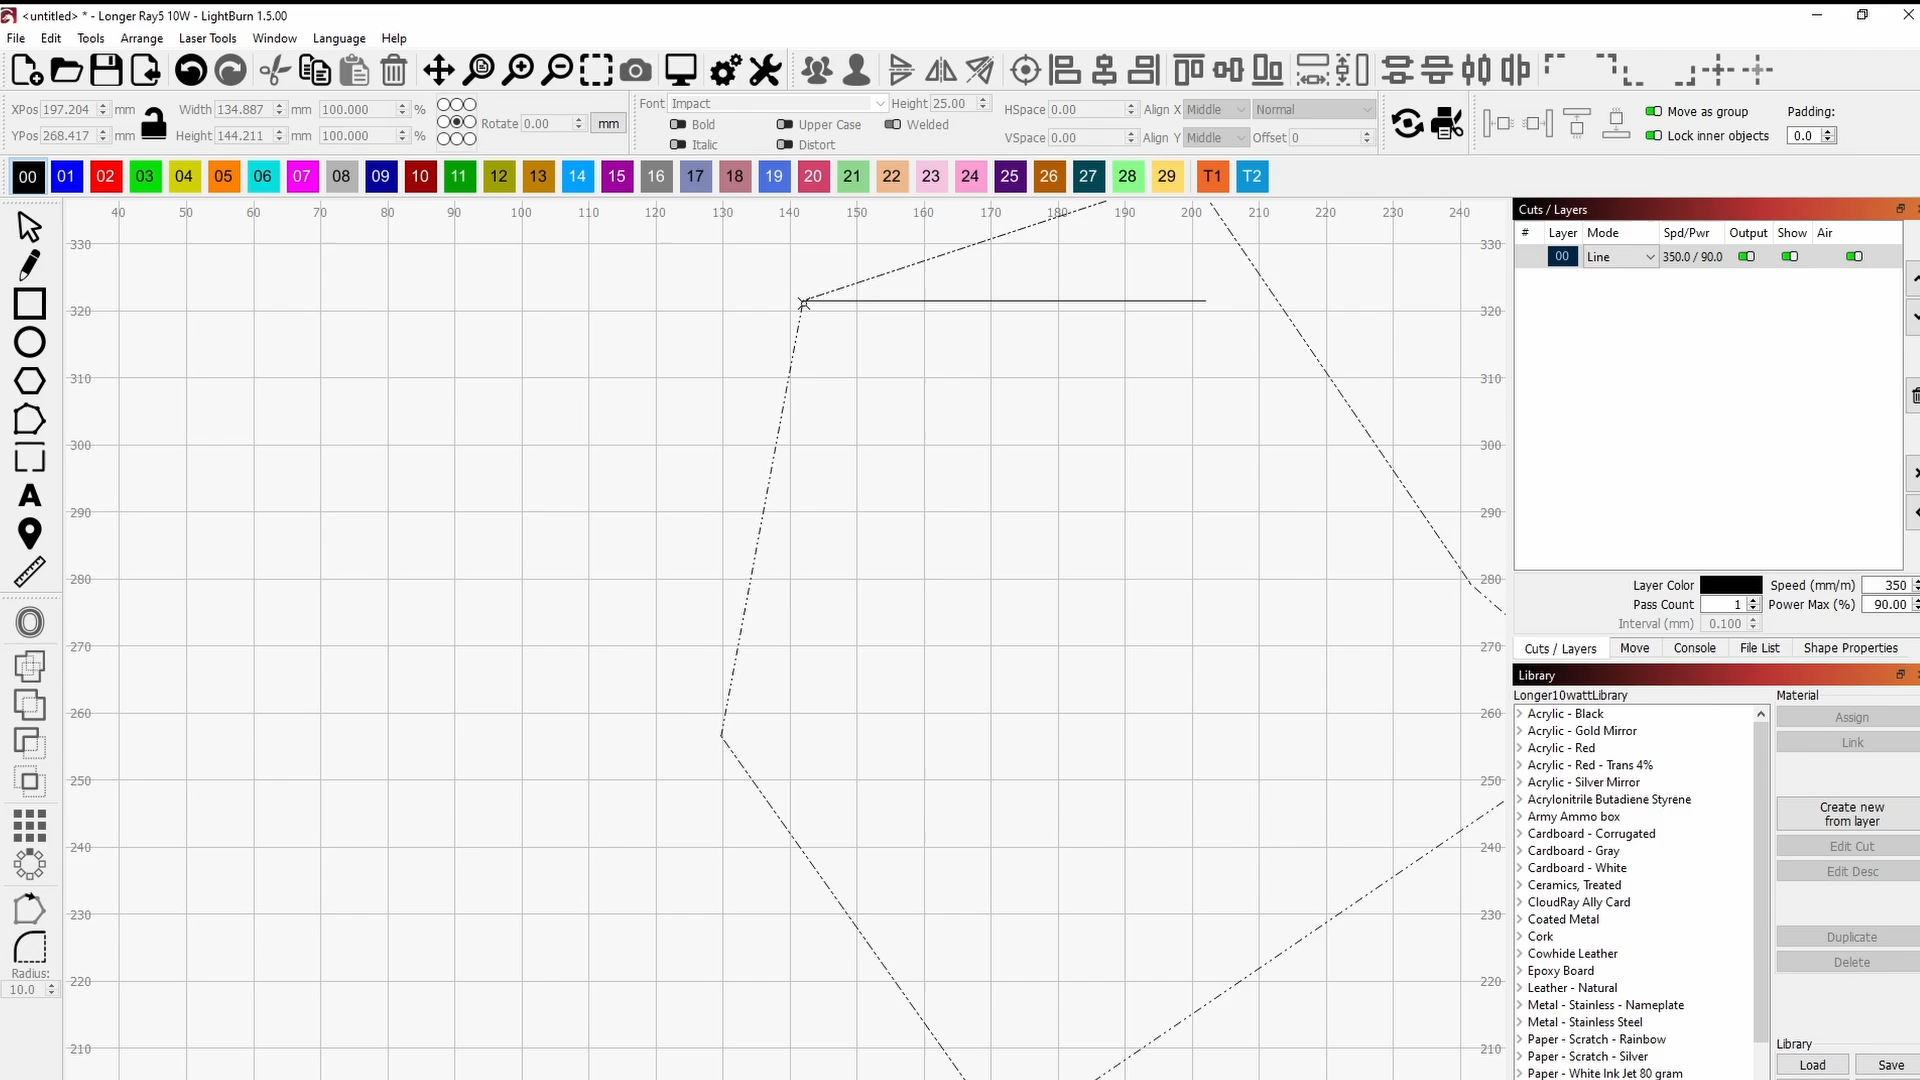 <untitled> * - Longer Ray5 10W - LightBurn 1.5.00
File Edit Tools Arrange Laser Tools Window Language Help
XPos 197.204 mm Width 134.887 mm 100.000 % Rotate 0.00 mm Font Impact Height 25.00 HSpace 0.00 Align X Middle Normal Move as group Padding:
YPos 268.417 mm Height 144.211 mm 100.000 % Bold Upper Case Welded VSpace 0.00 Align Y Middle Offset 0 Lock inner objects 0.0
Italic Distort
00 01 02 03 04 05 06 07 08 09 10 11 12 13 14 15 16 17 18 19 20 21 22 23 24 25 26 27 28 29 T1 T2
40 50 60 70 80 90 100 110 120 130 140 150 160 170 180 190 200 210 220 230 240
330 330
320 320
310 310
300 300
290 290
280 280
270 270
260 260
250 250
240 240
230 230
220 220
210 210
A
Radius:
10.0
Cuts / Layers
# Layer Mode Spd/Pwr Output Show Air
00 Line 350.0 / 90.0
Layer Color Speed (mm/m) 350
Pass Count 1 Power Max (%) 90.00
Interval (mm) 0.100
Cuts / Layers Move Console File List Shape Properties
Library
Longer10wattLibrary
Acrylic - Black
Acrylic - Gold Mirror
Acrylic - Red
Acrylic - Red - Trans 4%
Acrylic - Silver Mirror
Acrylonitrile Butadiene Styrene
Army Ammo box
Cardboard - Corrugated
Cardboard - Gray
Cardboard - White
Ceramics, Treated
CloudRay Ally Card
Coated Metal
Cork
Cowhide Leather
Epoxy Board
Leather - Natural
Metal - Stainless - Nameplate
Metal - Stainless Steel
Paper - Scratch - Rainbow
Paper - Scratch - Silver
Paper - White Ink Jet 80 gram
Material
Assign
Link
Create new
from layer
Edit Cut
Edit Desc
Duplicate
Delete
Library
Load Save